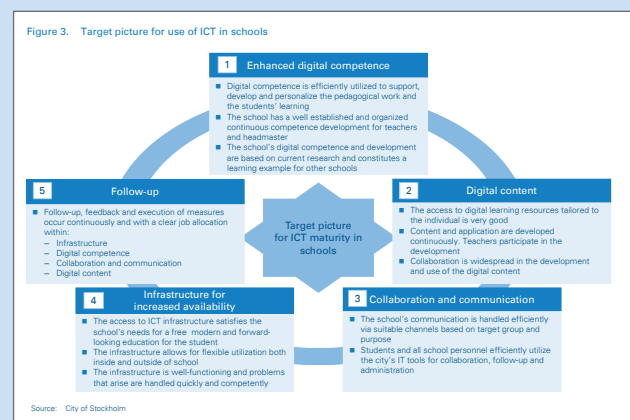 Figure 3. Target picture for use of ICT in schools
1 Enhanced digital competence
■ Digital competence is efficiently utilized to support,
develop and personalize the pedagogical work and
the students' learning
■ The school has a well established and organized
continuous competence development for teachers
and headmaster
■ The school's digital competence and development
are based on current research and constitutes a
learning example for other schools
2 Digital content
■ The access to digital learning resources tailored to
the individual is very good
■ Content and application are developed
continuously. Teachers participate in the
development
■ Collaboration is widespread in the development
and use of the digital content
3 Collaboration and communication
■ The school's communication is handled efficiently
via suitable channels based on target group and
purpose
■ Students and all school personnel efficiently utilize
the city's IT tools for collaboration, follow-up and
administration
4 Infrastructure for
increased availability
■ The access to ICT infrastructure satisfies the
school's needs for a free modern and forward-
looking education for the student
■ The infrastructure allows for flexible utilization both
inside and outside of school
■ The infrastructure is well-functioning and problems
that arise are handled quickly and competently
5 Follow-up
■ Follow-up, feedback and execution of measures
occur continuously and with a clear job allocation
within:
– Infrastructure
– Digital competence
– Collaboration and communication
– Digital content
Target picture
for ICT maturity in
schools
Source: City of Stockholm